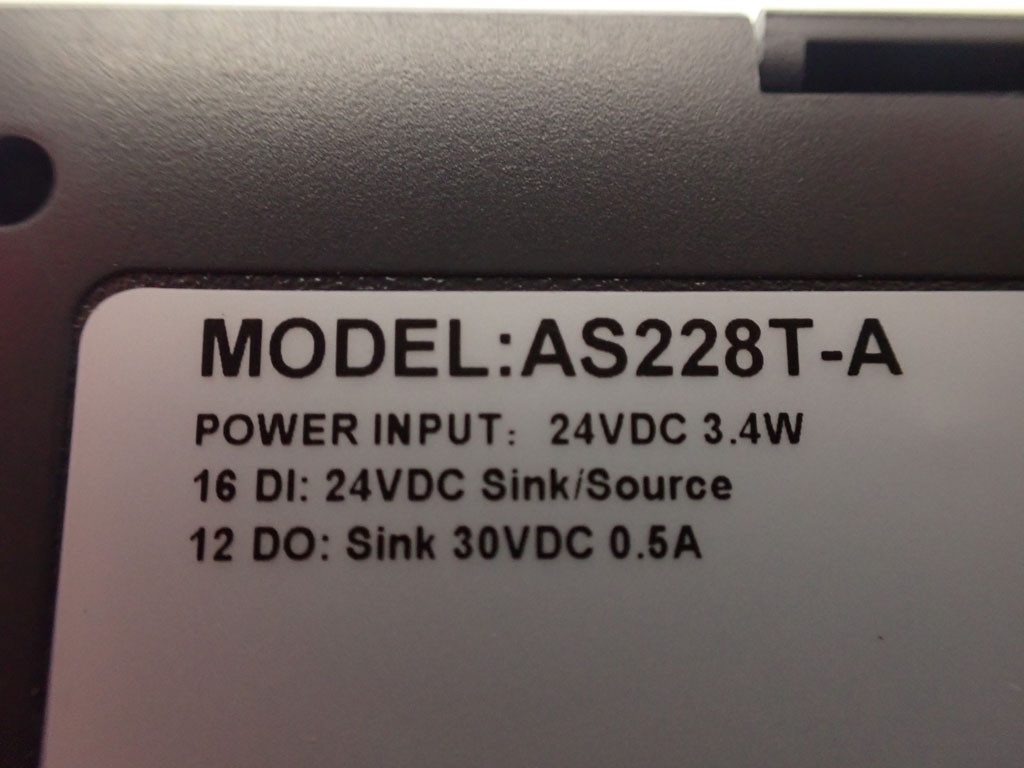 MODEL:AS228T-A
POWER INPUT: 24VDC 3.4W
16 DI: 24VDC Sink/Source
12 DO: Sink 30VDC 0.5A